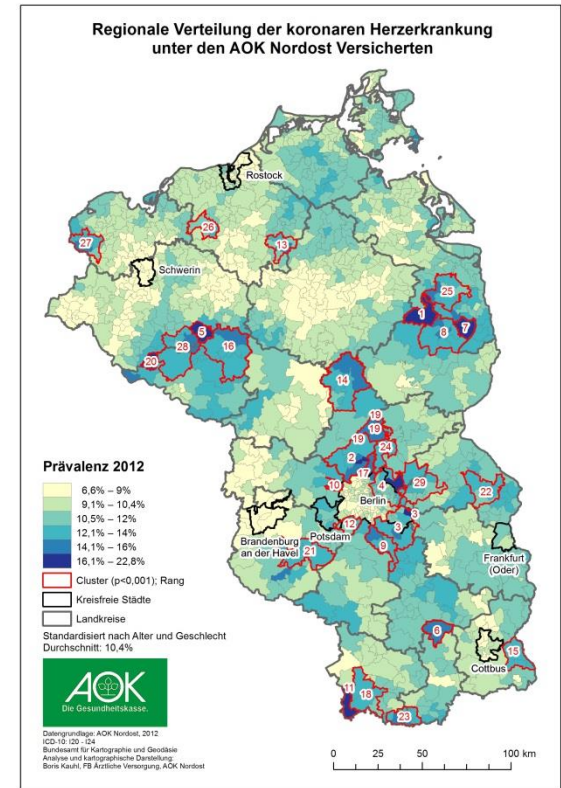 Regionale Verteilung der koronaren Herzerkrankung
unter den AOK Nordost Versicherten
Rostock
26
27
13
Schwerin
25
1
8
7
5
28
16
20
14
19
19
19
24
2
17
29
4
10
22
Berlin
3
12
3
Brandenburg
an der Havel
Potsdam
21
9
Frankfurt
(Oder)
6
Cottbus
15
11
18
23
Prävalenz 2012
6,6% – 9%
9,1% – 10,4%
10,5% – 12%
12,1% – 14%
14,1% – 16%
16,1% – 22,8%
Cluster (p<0,001); Rang
Kreisfreie Städte
Landkreise
Standardisiert nach Alter und Geschlecht
Durchschnitt: 10,4%
AOK
Die Gesundheitskasse.
Datengrundlage: AOK Nordost, 2012
ICD-10: I20 - I24
Bundesamt für Kartographie und Geodäsie
Analyse und kartographische Darstellung:
Boris Kauhl, FB Ärztliche Versorgung, AOK Nordost
0 25 50 100 km